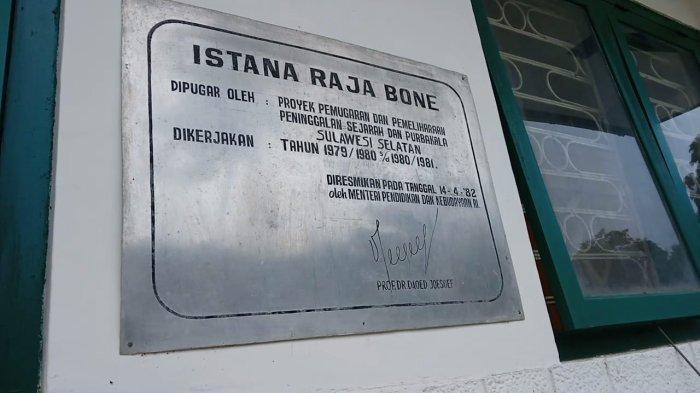 ISTANA RAJA BONE
DIPUGAR OLEH : PROYEK PEMUGARAN DAN PEMELIHARAAN
PENINGGALAN SEJARAH DAN PURBAKALA
SULAWESI SELATAN
DIKERJAKAN : TAHUN 1979/1980 S/d 1980/1981.
DIRESMIKAN PADA TANGGAL 14-4-'82
oleh MENTERI PENDIDIKAN DAN KEBUDAYAAN RI.
PROF.DR DAOED JOESOEF